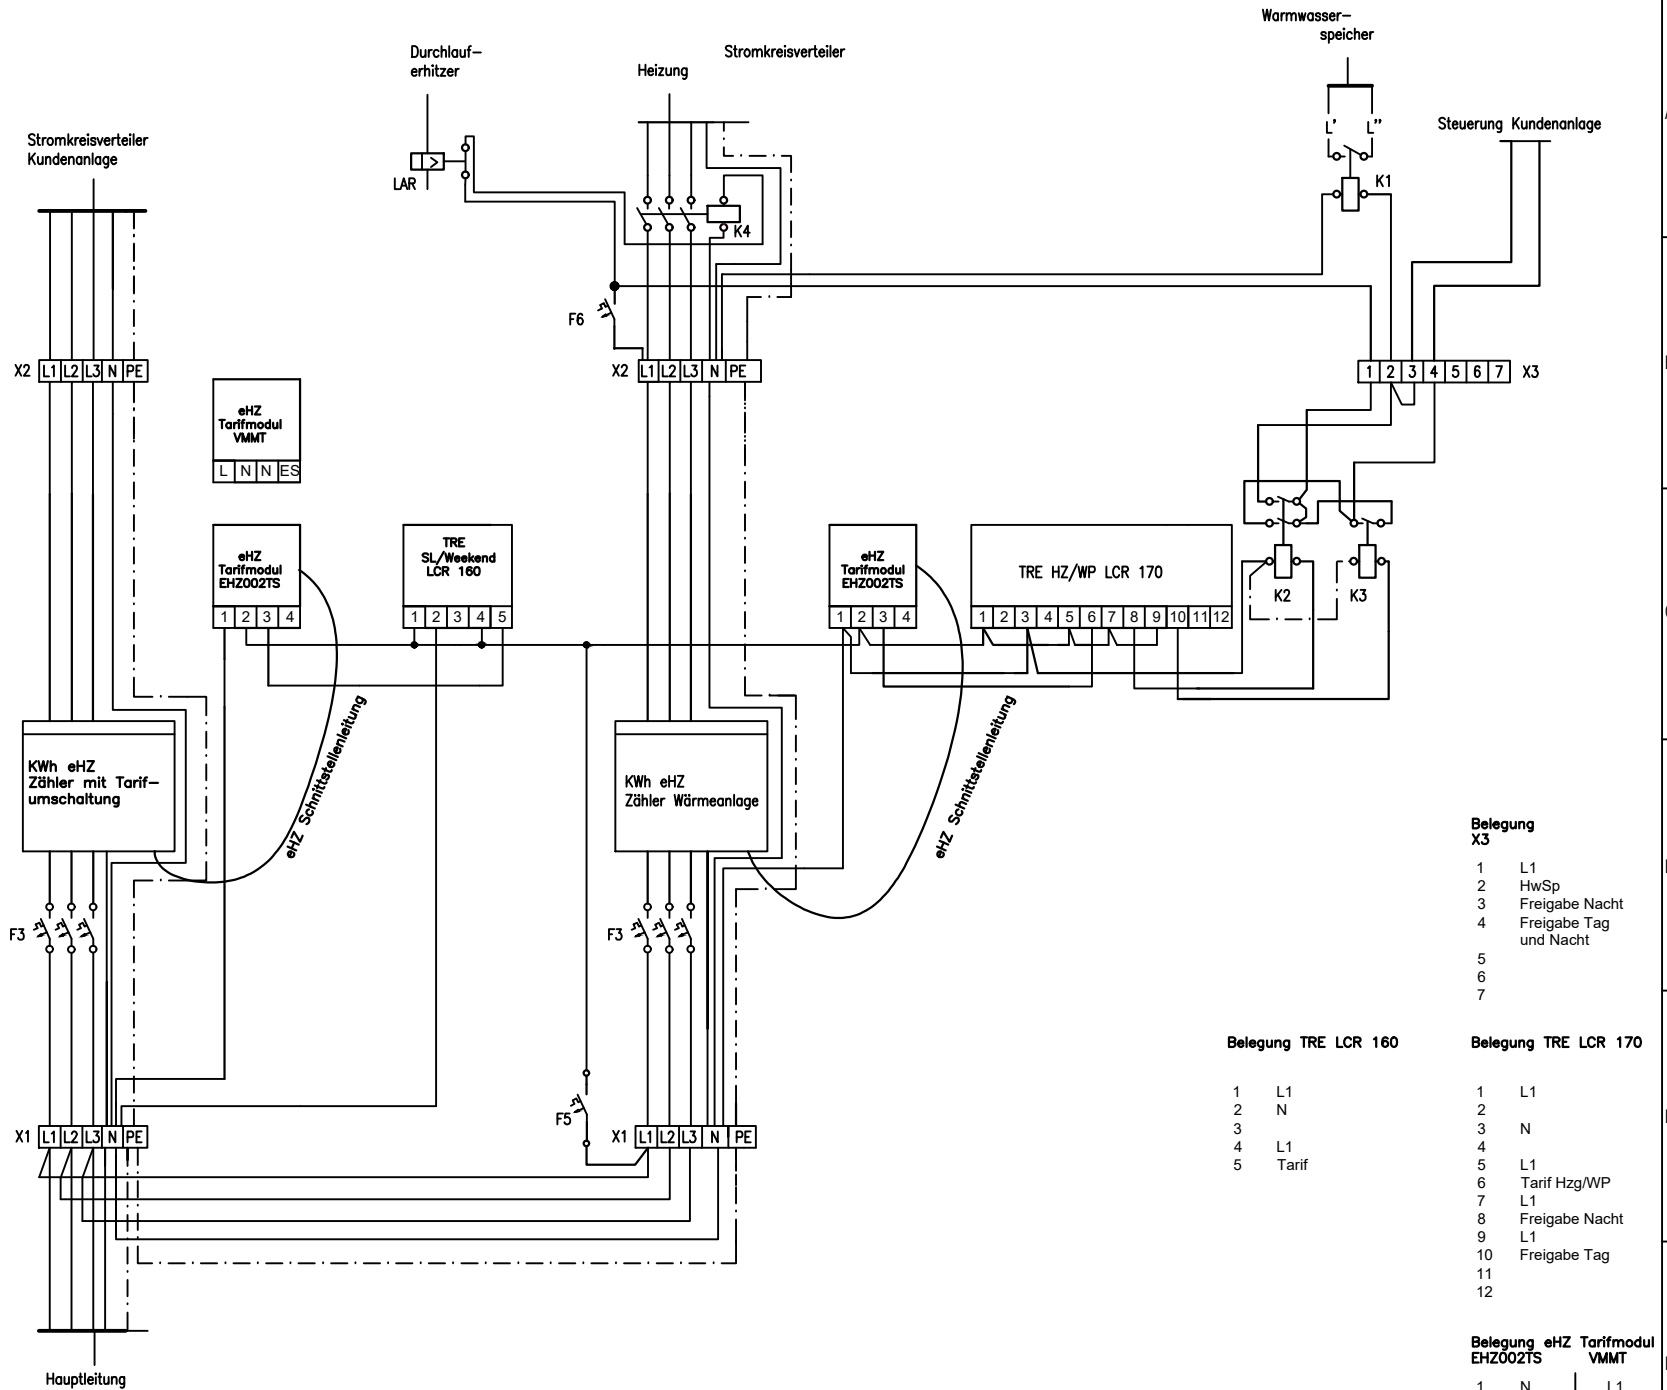 Warmwasser-
speicher
Durchlauf-
erhitzer
Stromkreisverteiler
Heizung
Steuerung Kundenanlage
Stromkreisverteiler
Kundenanlage
L' L''
LAR
K1
K4
F6
X2 L1 L2 L3 N PE
X2 L1 L2 L3 N PE
1 2 3 4 5 6 7 X3
eHZ
Tarifmodul
VMMT
L N N ES
eHZ
Tarifmodul
EHZ002TS
1 2 3 4
TRE
SL/Weekend
LCR 160
1 2 3 4 5
eHZ
Tarifmodul
EHZ002TS
1 2 3 4
TRE HZ/WP LCR 170
1 2 3 4 5 6 7 8 9 10 11 12
K2 K3
eHZ Schnittstellenleitung
eHZ Schnittstellenleitung
KWh eHZ
Zähler mit Tarif-
umschaltung
KWh eHZ
Zähler Wärmeanlage
F3
F3
F5
X1 L1 L2 L3 N PE
X1 L1 L2 L3 N PE
Hauptleitung
Belegung
X3
1 L1
2 HwSp
3 Freigabe Nacht
4 Freigabe Tag
und Nacht
5
6
7
Belegung TRE LCR 160
1 L1
2 N
3
4 L1
5 Tarif
Belegung TRE LCR 170
1 L1
2
3 N
4
5 L1
6 Tarif Hzg/WP
7 L1
8 Freigabe Nacht
9 L1
10 Freigabe Tag
11
12
Belegung eHZ Tarifmodul
EHZ002TS VMMT
1 N L1